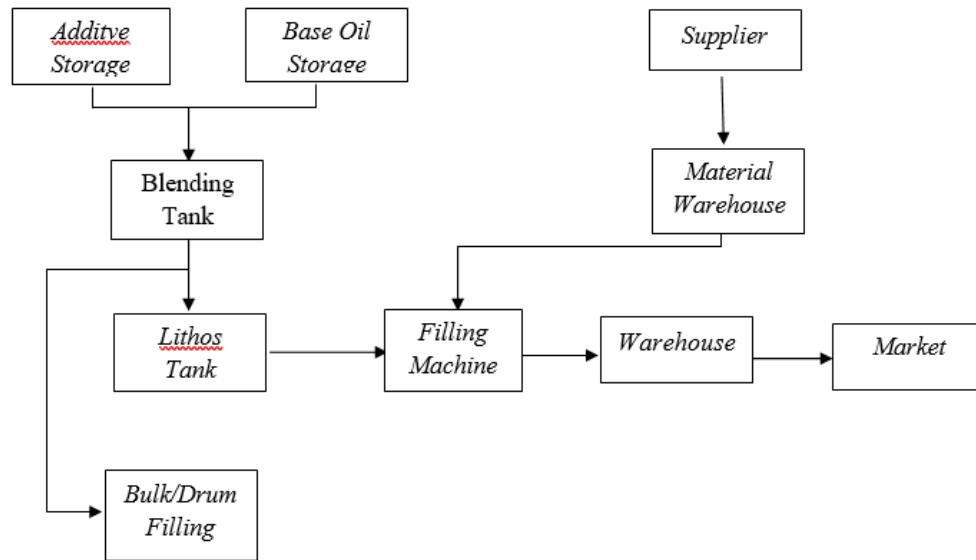 Additve
Storage
Base Oil
Storage
Supplier
Blending
Tank
Material
Warehouse
Lithos
Tank
Filling
Machine
Warehouse
Market
Bulk/Drum
Filling